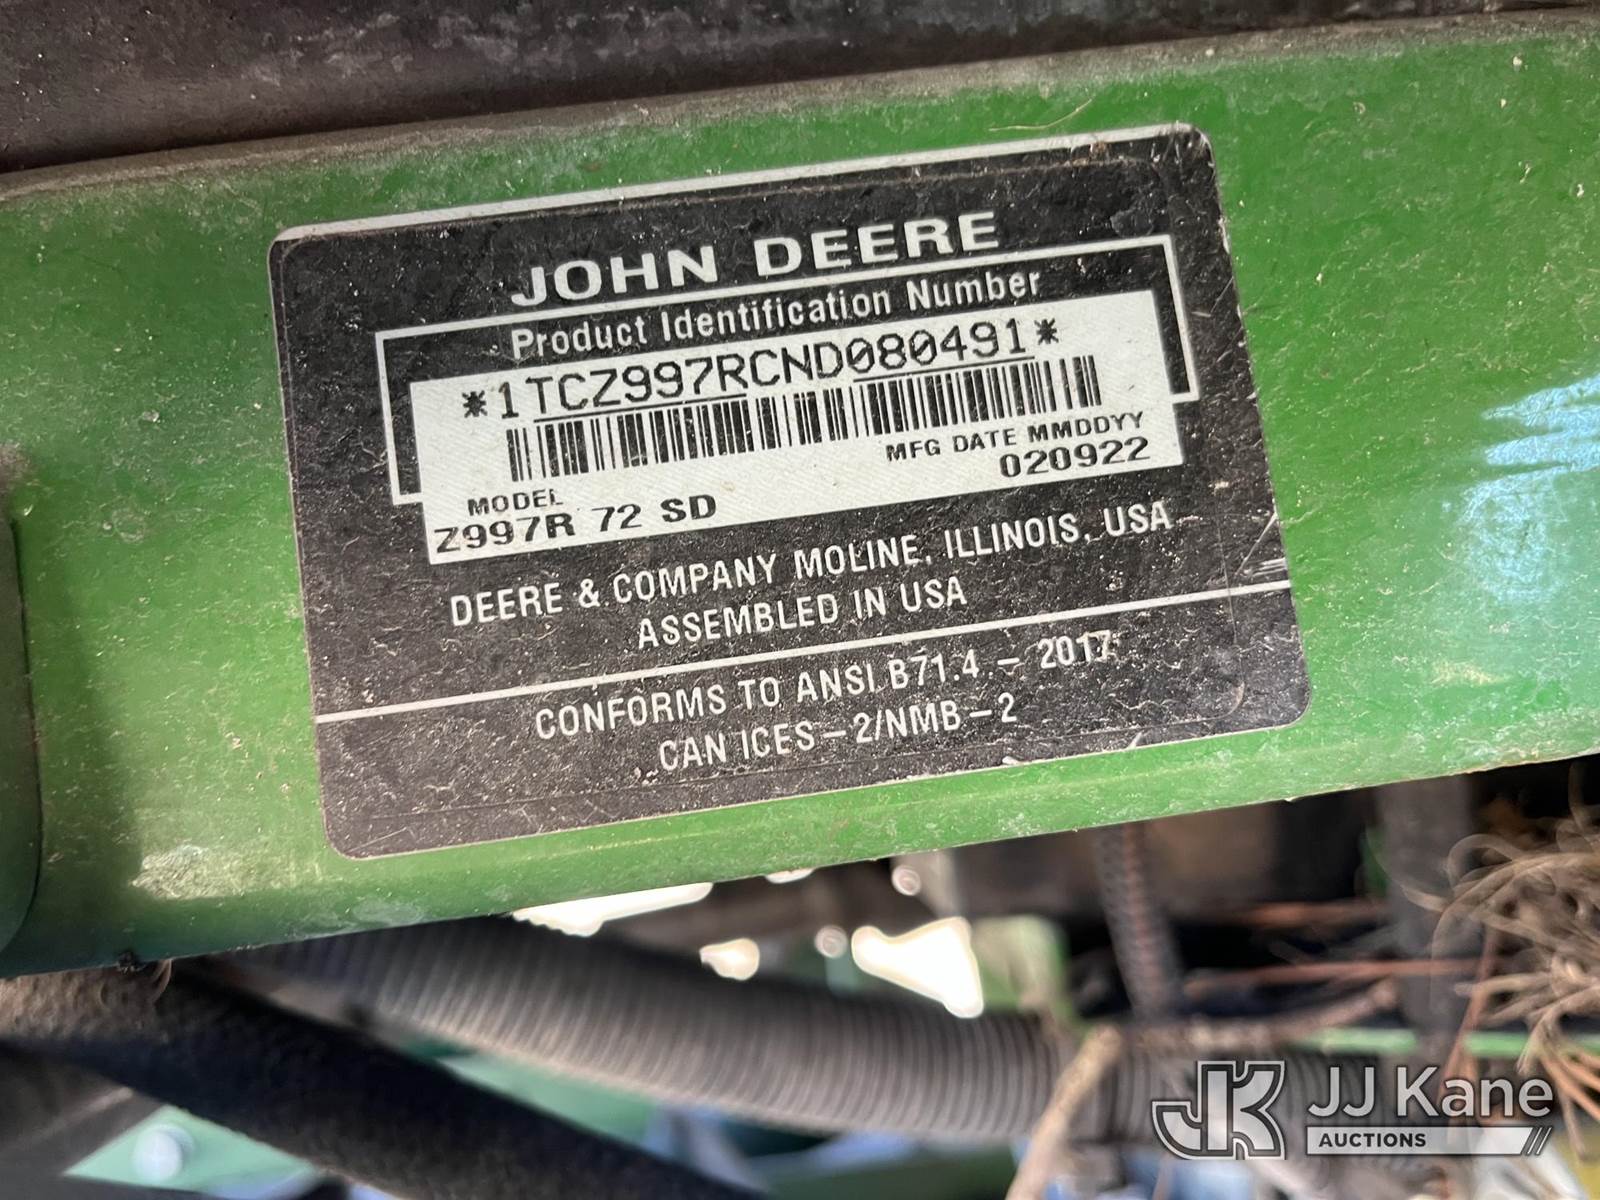 JOHN DEERE
Product Identification Number
*1TCZ997RCND080491*
MFG DATE MMDDYY
020922
MODEL
Z997R 72 SD
DEERE & COMPANY MOLINE, ILLINOIS, USA
ASSEMBLED IN USA
CONFORMS TO ANSI B71.4 - 2017
CAN ICES-2/NMB-2
JK JJ Kane
AUCTIONS